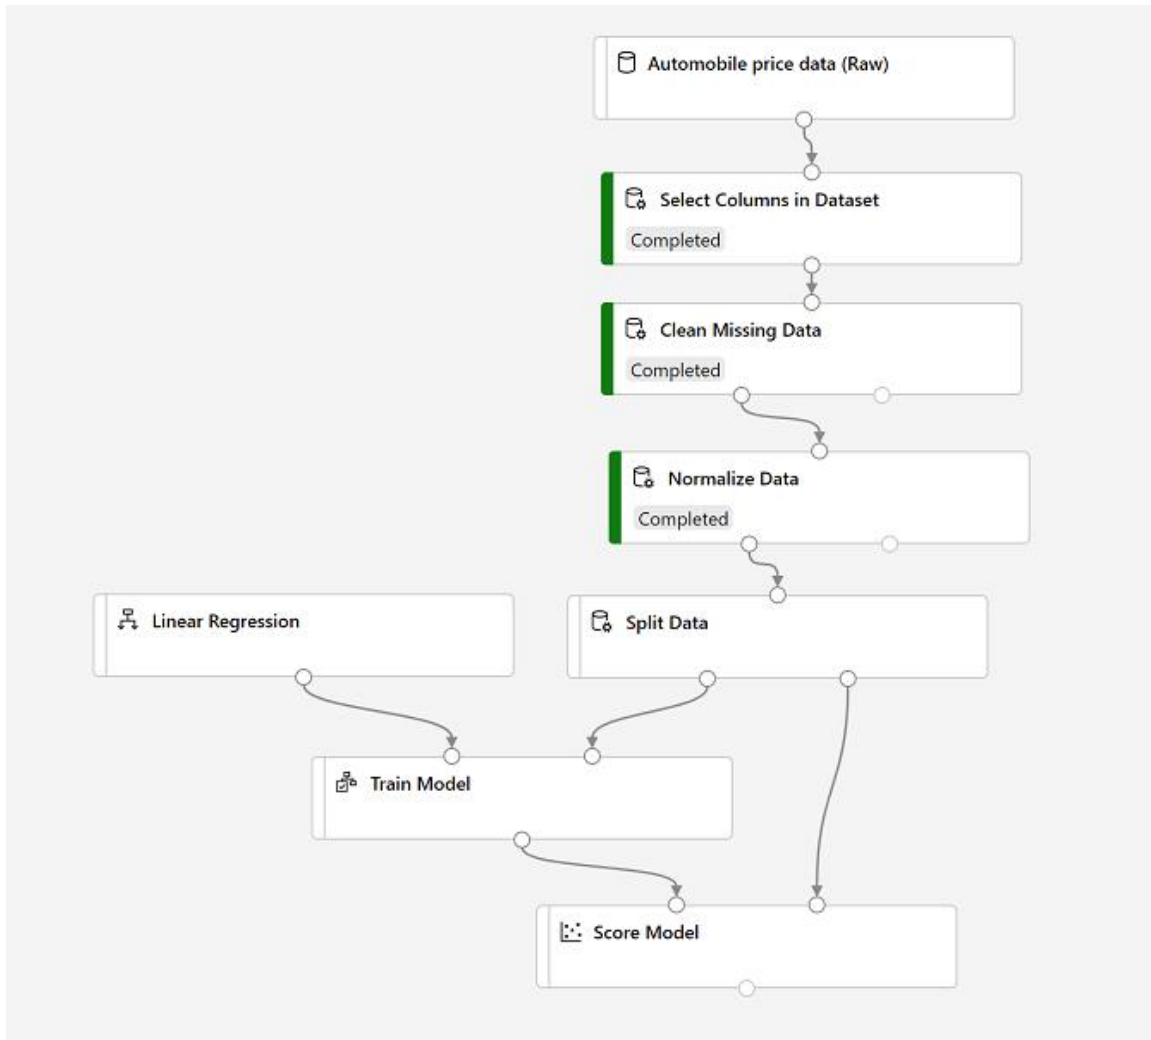 Automobile price data (Raw)
Select Columns in Dataset
Completed
Clean Missing Data
Completed
Normalize Data
Completed
Linear Regression
Split Data
Train Model
Score Model